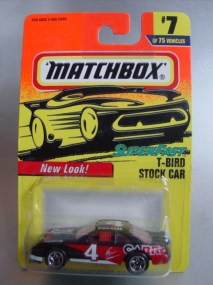 MATCHBOX
#7
OF 75 VEHICLES
SUPERFAST
T-BIRD
STOCK CAR
New Look!
4